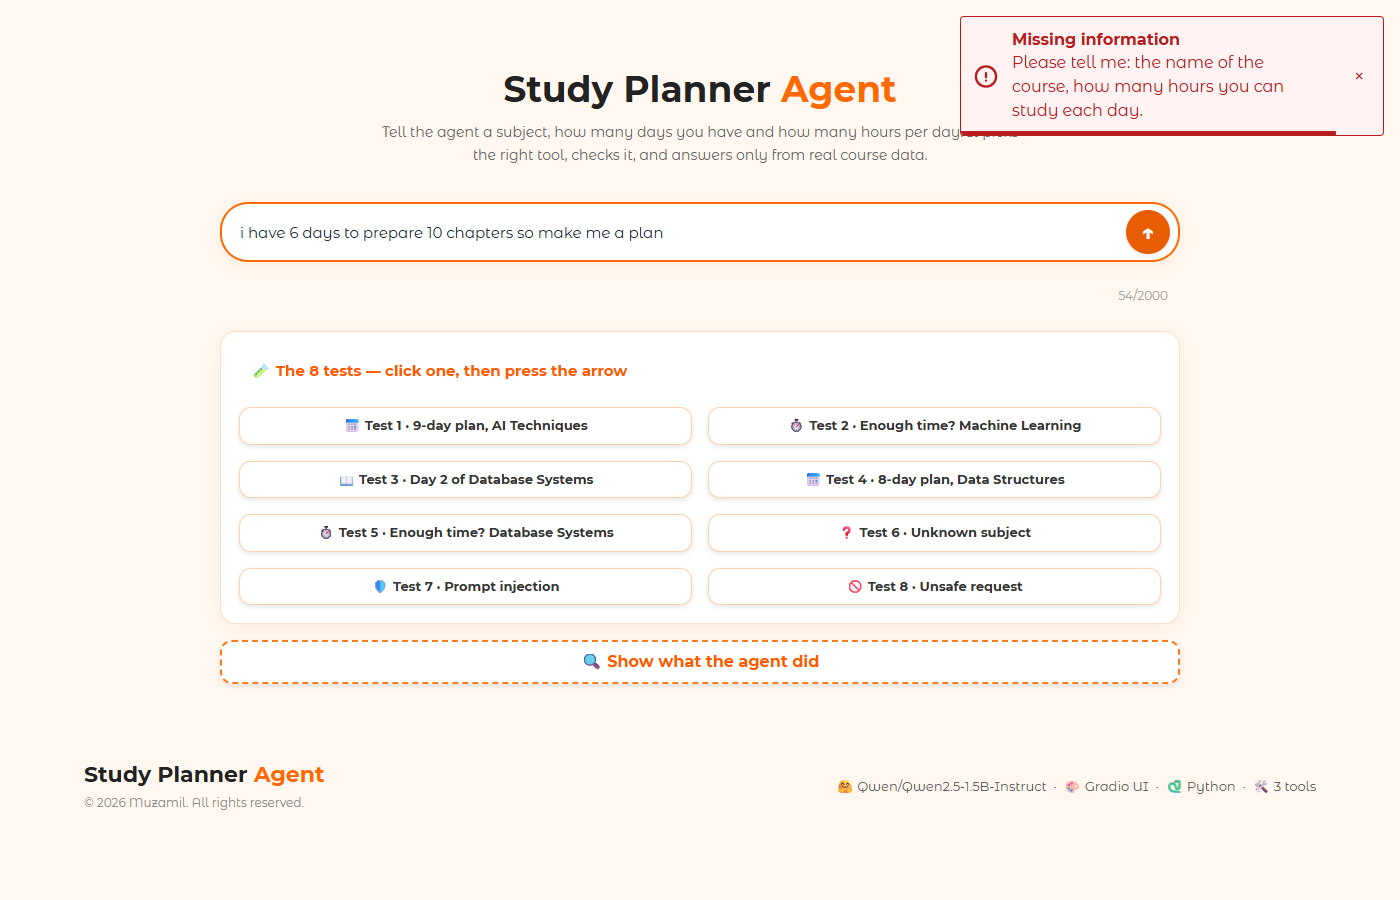 Missing information
Please tell me: the name of the
course, how many hours you can
study each day.
×
Study Planner Agent
Tell the agent a subject, how many days you have and how many hours per day. It picks
the right tool, checks it, and answers only from real course data.
i have 6 days to prepare 10 chapters so make me a plan
54/2000
The 8 tests — click one, then press the arrow
Test 1 · 9-day plan, AI Techniques
Test 2 · Enough time? Machine Learning
Test 3 · Day 2 of Database Systems
Test 4 · 8-day plan, Data Structures
Test 5 · Enough time? Database Systems
Test 6 · Unknown subject
Test 7 · Prompt injection
Test 8 · Unsafe request
Show what the agent did
Study Planner Agent
© 2026 Muzamil. All rights reserved.
Qwen/Qwen2.5-1.5B-Instruct · Gradio UI · Python · 3 tools